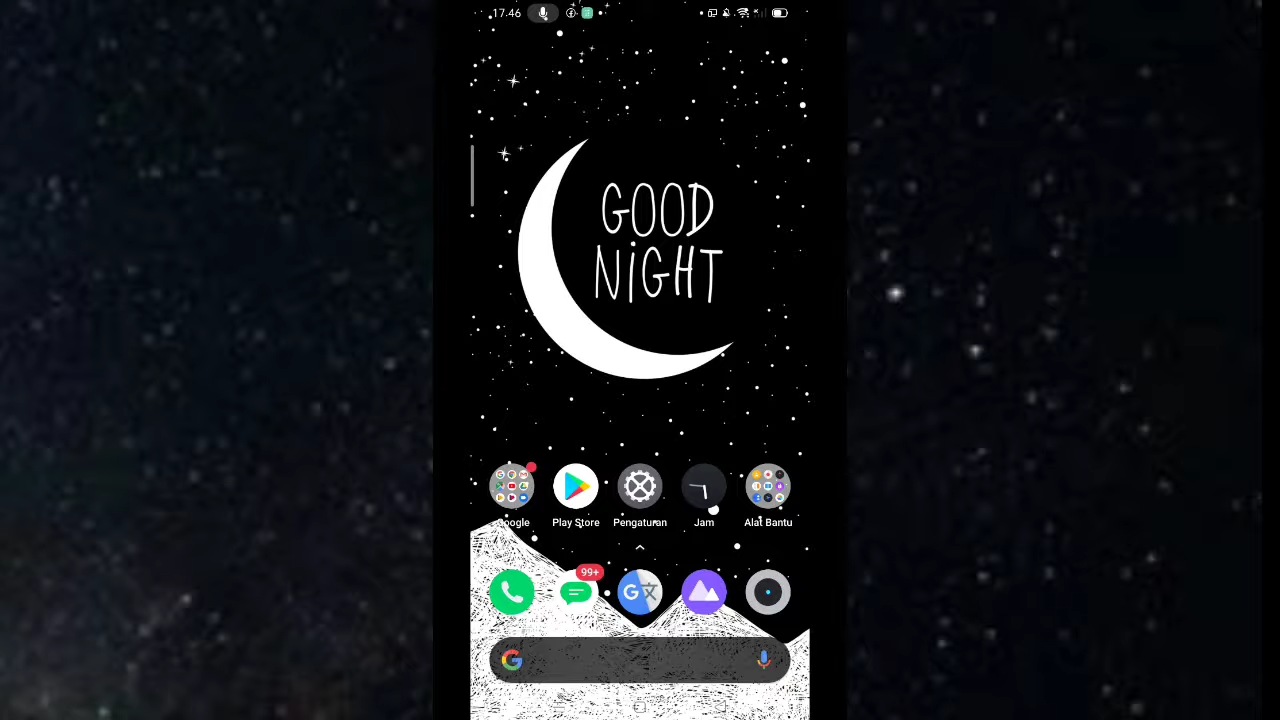 17.46
GOOD
NiGHT
Google
Play Store
Pengaturan
Jam
Alat Bantu
99+